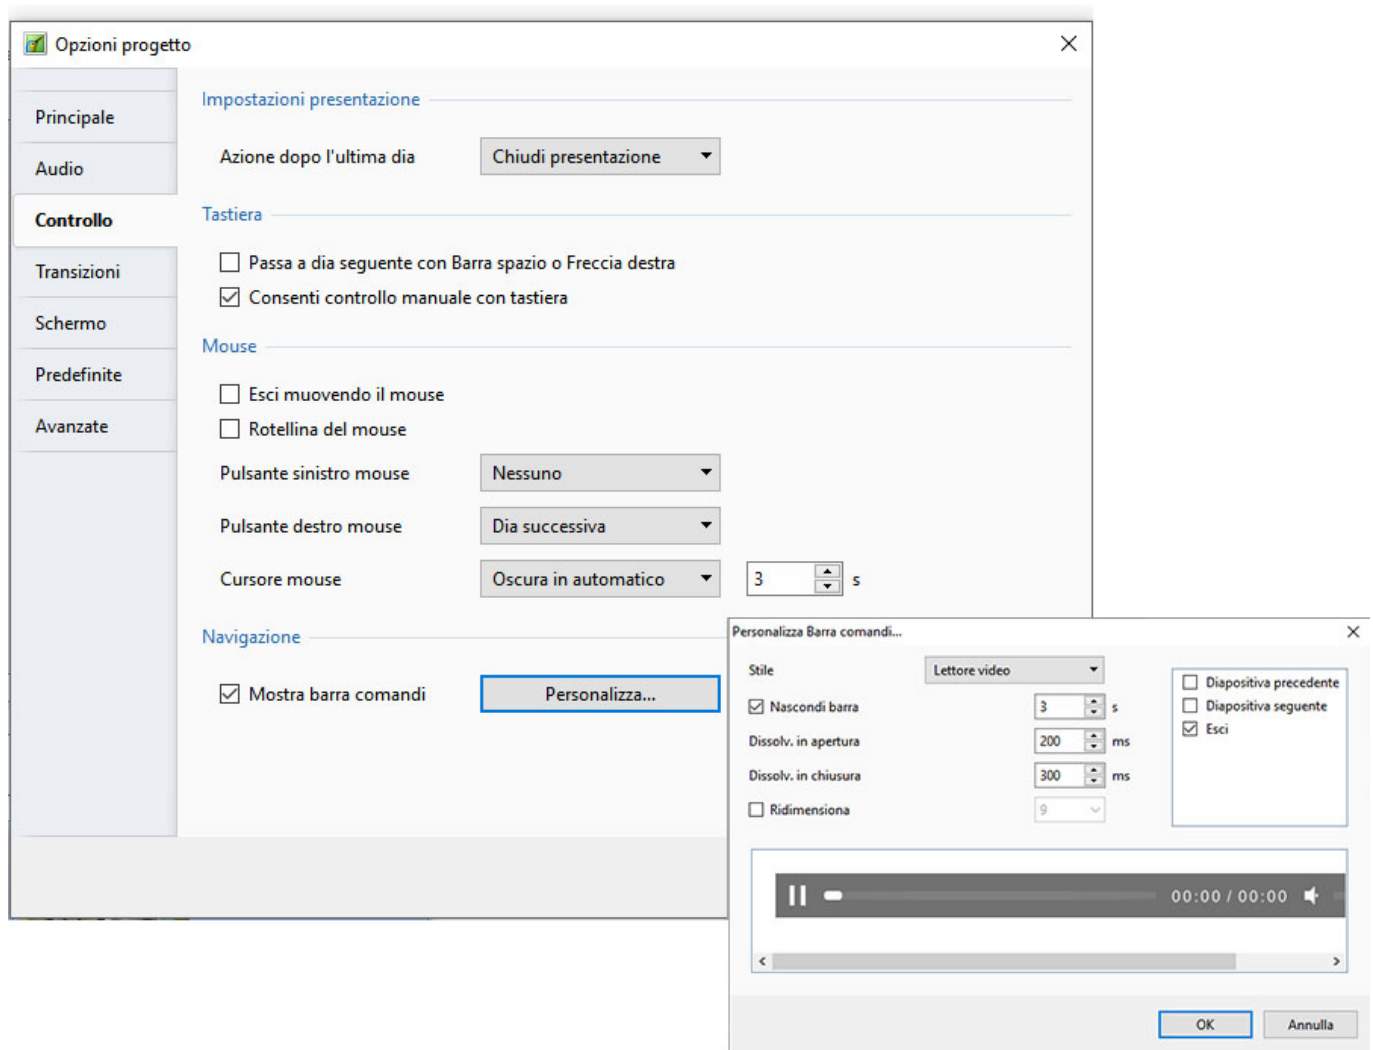 Opzioni progetto
Principale
Audio
Controllo
Transizioni
Schermo
Predefinite
Avanzate
Impostazioni presentazione
Azione dopo l'ultima dia Chiudi presentazione
Tastiera
Passa a dia seguente con Barra spazio o Freccia destra
Consenti controllo manuale con tastiera
Mouse
Esci muovendo il mouse
Rotellina del mouse
Pulsante sinistro mouse Nessuno
Pulsante destro mouse Dia successiva
Cursore mouse Oscura in automatico 3 s
Navigazione
Mostra barra comandi Personalizza...
Personalizza Barra comandi...
Stile Lettore video
Nascondi barra 3 s
Dissolv. in apertura 200 ms
Dissolv. in chiusura 300 ms
Ridimensiona 9
Diapositiva precedente
Diapositiva seguente
Esci
00:00 / 00:00
OK Annulla